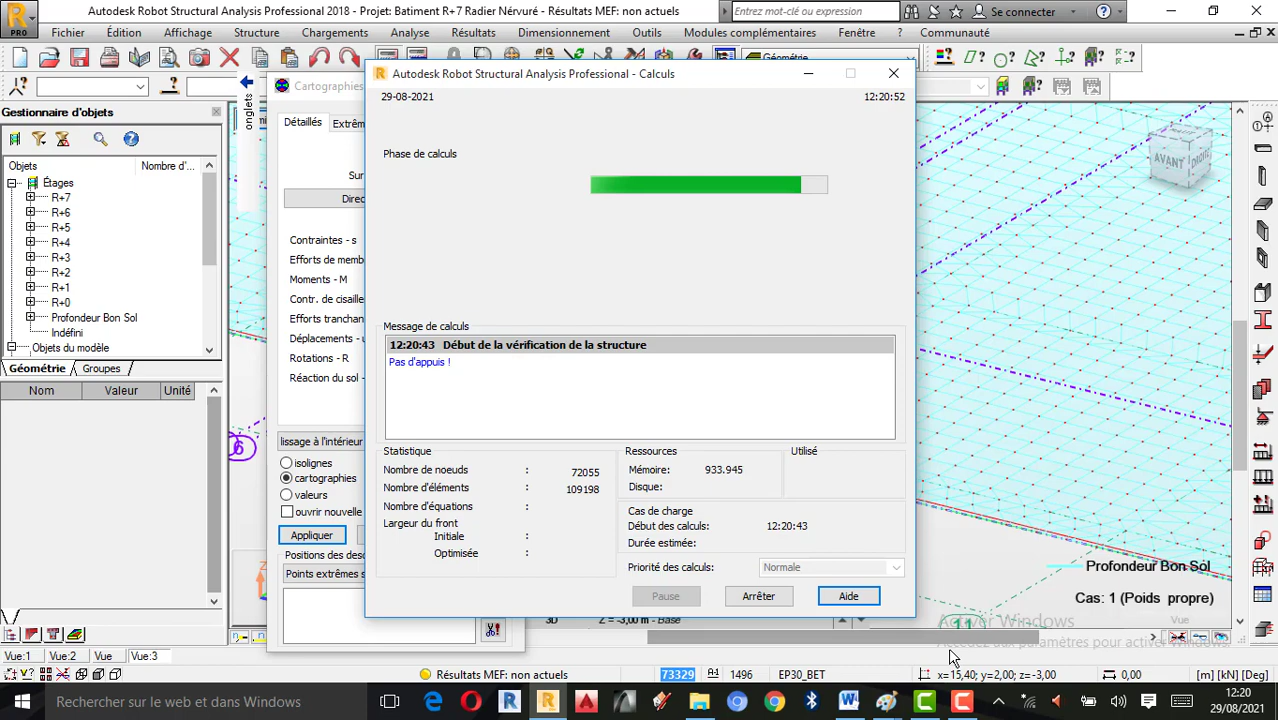 Autodesk Robot Structural Analysis Professional 2018 - Projet: Batiment R+7 Radier Nérvuré - Résultats MEF: non actuels
Entrez mot-clé ou expression
Se connecter
PRO
Fichier Édition Affichage Structure Chargements Analyse Résultats Dimensionnement Outils Modules complémentaires Fenêtre ? Communauté
Géométrie
Gestionnaire d'objets
Objets Nombre d'...
Étages
R+7
R+6
R+5
R+4
R+3
R+2
R+1
R+0
Profondeur Bon Sol
Indéfini
Objets du modèle
Géométrie Groupes
Nom Valeur Unité
onglets
Cartographies
Détaillés Extrêm
Sur
Direc
Contraintes - s
Efforts de memb
Moments - M
Contr. de cisaille
Efforts tranchan
Déplacements - u
Rotations - R
Réaction du sol -
lissage à l'intérieur
isolignes
cartographies
valeurs
ouvrir nouvelle
Appliquer
Positions des desc
Points extrêmes s
Autodesk Robot Structural Analysis Professional - Calculs
29-08-2021 12:20:52
Phase de calculs
Message de calculs
12:20:43 Début de la vérification de la structure
Pas d'appuis !
Statistique
Nombre de noeuds : 72055
Nombre d'éléments : 109198
Nombre d'équations :
Largeur du front
Initiale :
Optimisée :
Ressources
Mémoire: 933.945
Disque:
Utilisé
Cas de charge
Début des calculs: 12:20:43
Durée estimée:
Priorité des calculs: Normale
Pause Arrêter Aide
AVANT
6
11
Profondeur Bon Sol
Cas: 1 (Poids propre)
Activer Windows
Accédez aux paramètres pour activer Windows.
3D Z = -3,00 m - Base
Vue
Vue:1 Vue:2 Vue Vue:3
Résultats MEF: non actuels 73329 1496 EP30_BET x=15,40; y=2,00; z=-3,00 0,00 [m] [kN] [Deg]
Rechercher sur le web et dans Windows
12:20
29/08/2021